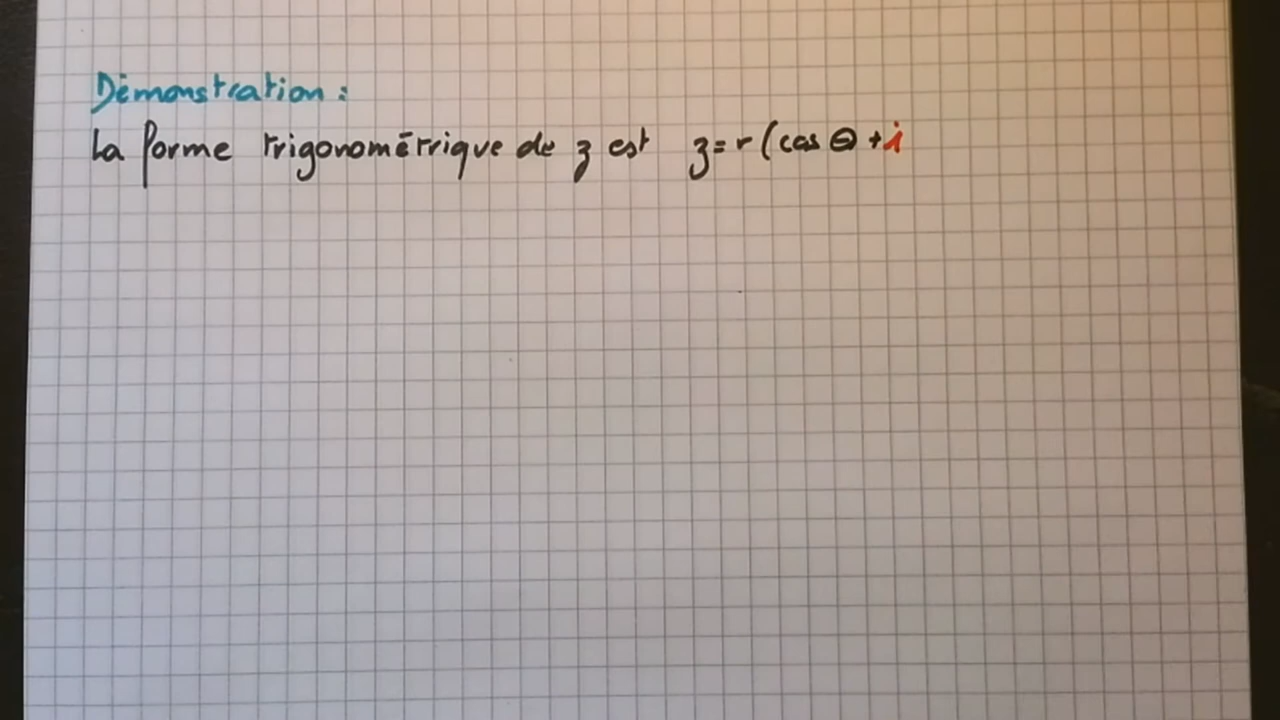 Démonstration :
La forme trigonométrique de z est z = r (cos θ + i